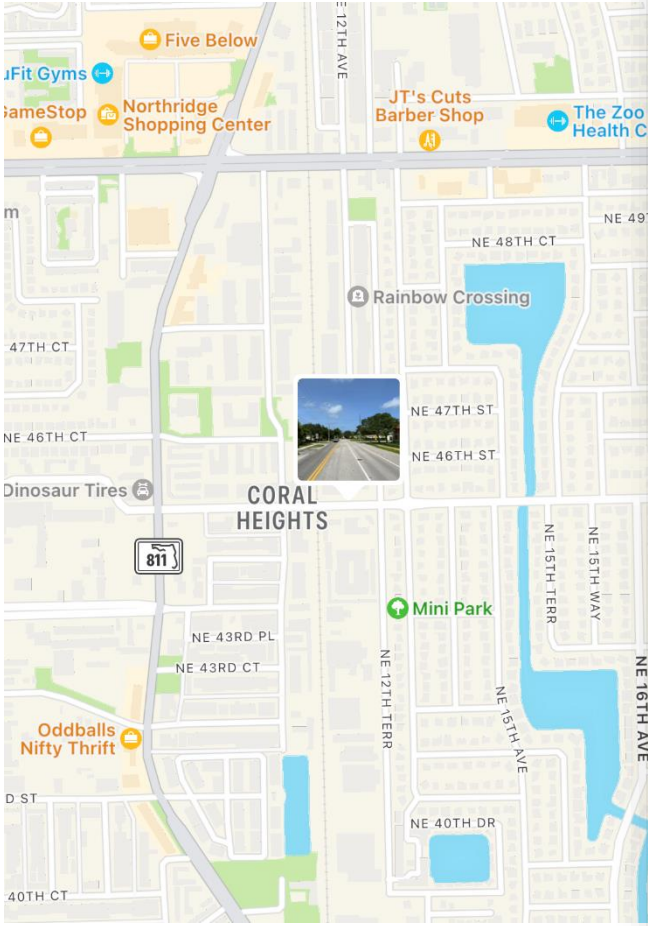 E 12TH AVE
Five Below
uFit Gyms
GameStop
Northridge
Shopping Center
JT's Cuts
Barber Shop
The Zoo
Health C
m
NE 49
NE 48TH CT
Rainbow Crossing
47TH CT
NE 47TH ST
NE 46TH CT
NE 46TH ST
Dinosaur Tires
CORAL
HEIGHTS
811
NE 15TH TERR
NE 15TH WAY
Mini Park
NE 43RD PL
NE 43RD CT
NE 12TH TERR
NE 15TH AVE
NE 16TH AVE
Oddballs
Nifty Thrift
D ST
NE 40TH DR
40TH CT